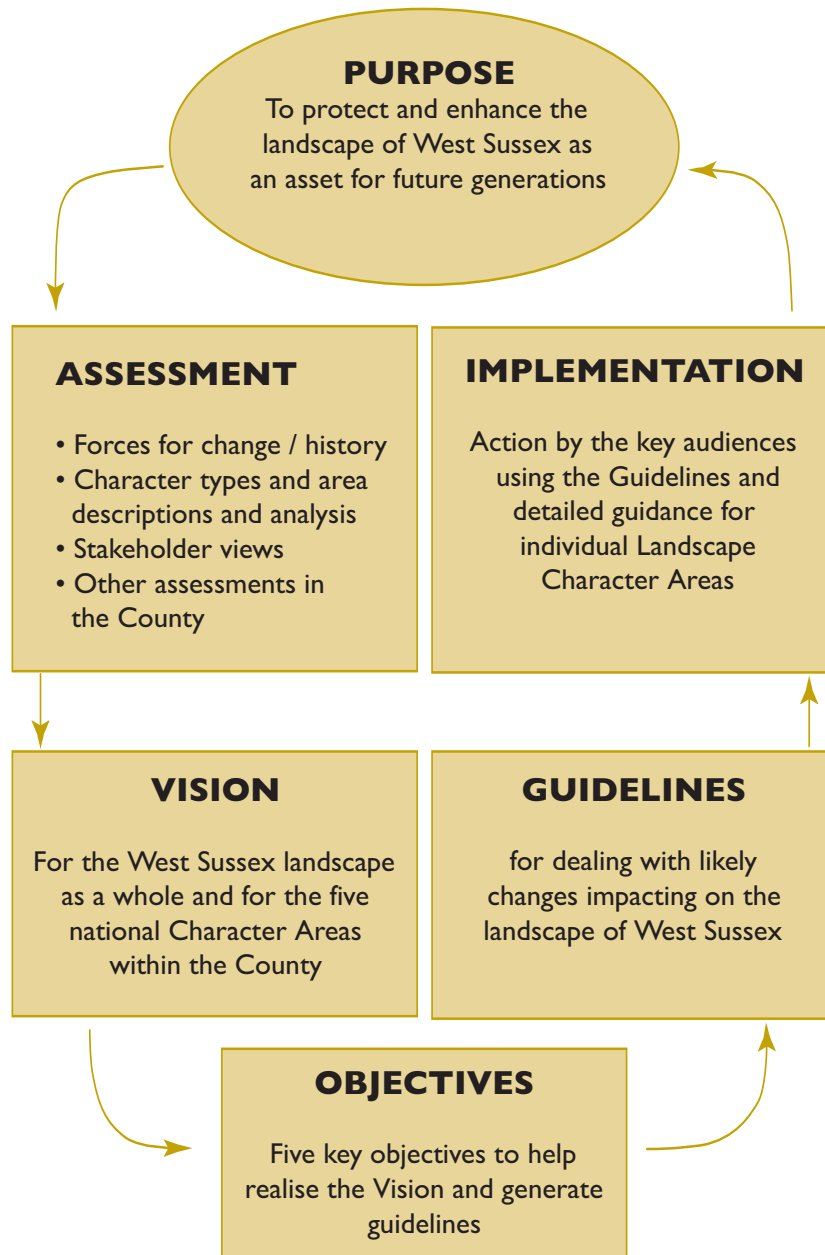 PURPOSE
To protect and enhance the
landscape of West Sussex as
an asset for future generations
ASSESSMENT
• Forces for change / history
• Character types and area
descriptions and analysis
• Stakeholder views
• Other assessments in
the County
VISION
For the West Sussex landscape
as a whole and for the five
national Character Areas
within the County
OBJECTIVES
Five key objectives to help
realise the Vision and generate
guidelines
GUIDELINES
for dealing with likely
changes impacting on the
landscape of West Sussex
IMPLEMENTATION
Action by the key audiences
using the Guidelines and
detailed guidance for
individual Landscape
Character Areas